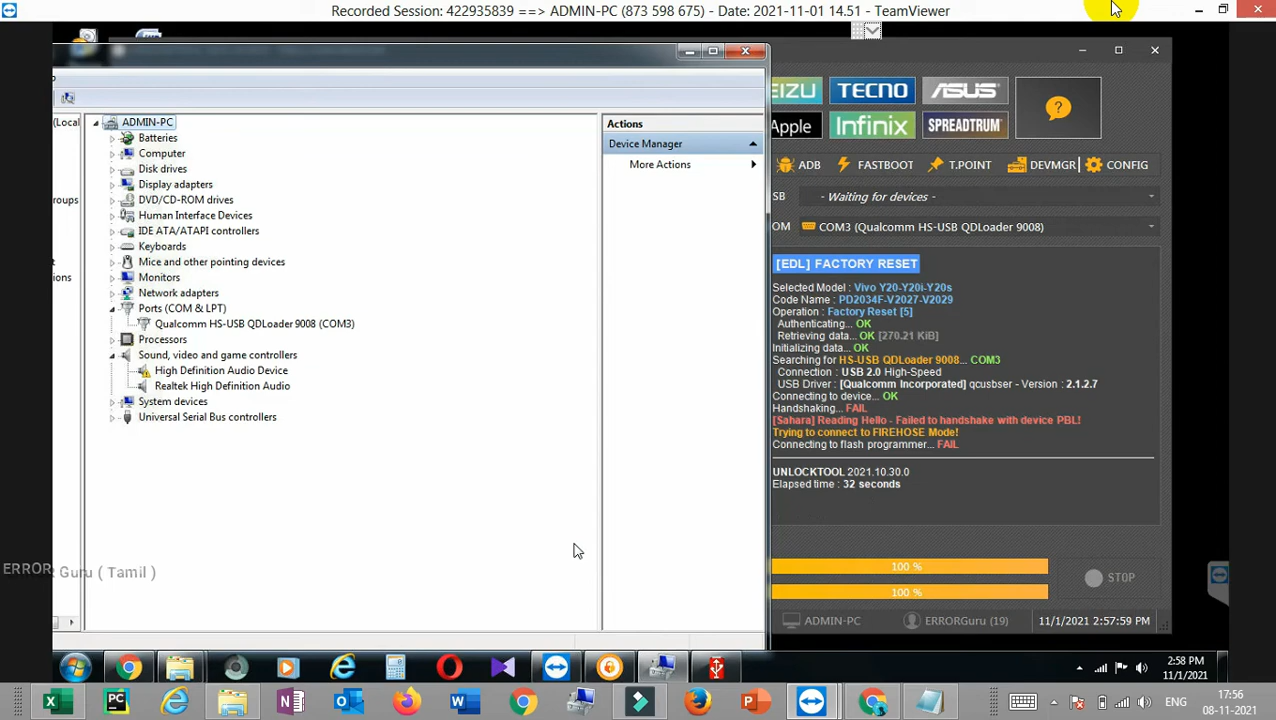 Recorded Session: 422935839 ==> ADMIN-PC (873 598 675) - Date: 2021-11-01 14.51 - TeamViewer
(Local
roups
et
ions
ADMIN-PC
Batteries
Computer
Disk drives
Display adapters
DVD/CD-ROM drives
Human Interface Devices
IDE ATA/ATAPI controllers
Keyboards
Mice and other pointing devices
Monitors
Network adapters
Ports (COM & LPT)
Qualcomm HS-USB QDLoader 9008 (COM3)
Processors
Sound, video and game controllers
High Definition Audio Device
Realtek High Definition Audio
System devices
Universal Serial Bus controllers
Actions
Device Manager
More Actions
EIZU TECNO ASUS
Apple Infinix SPREADTRUM
ADB FASTBOOT T.POINT DEVMGR CONFIG
SB - Waiting for devices -
OM COM3 (Qualcomm HS-USB QDLoader 9008)
[EDL] FACTORY RESET
Selected Model : Vivo Y20-Y20i-Y20s
Code Name : PD2034F-V2027-V2029
Operation : Factory Reset [5]
Authenticating... OK
Retrieving data... OK [270.21 KiB]
Initializing data... OK
Searching for HS-USB QDLoader 9008... COM3
Connection : USB 2.0 High-Speed
USB Driver : [Qualcomm Incorporated] qcusbser - Version : 2.1.2.7
Connecting to device... OK
Handshaking... FAIL
[Sahara] Reading Hello - Failed to handshake with device PBL!
Trying to connect to FIREHOSE Mode!
Connecting to flash programmer... FAIL
UNLOCKTOOL 2021.10.30.0
Elapsed time : 32 seconds
100 %
100 %
STOP
ADMIN-PC ERRORGuru (19) 11/1/2021 2:57:59 PM
ERROR Guru ( Tamil )
2:58 PM
11/1/2021
ENG
17:56
08-11-2021